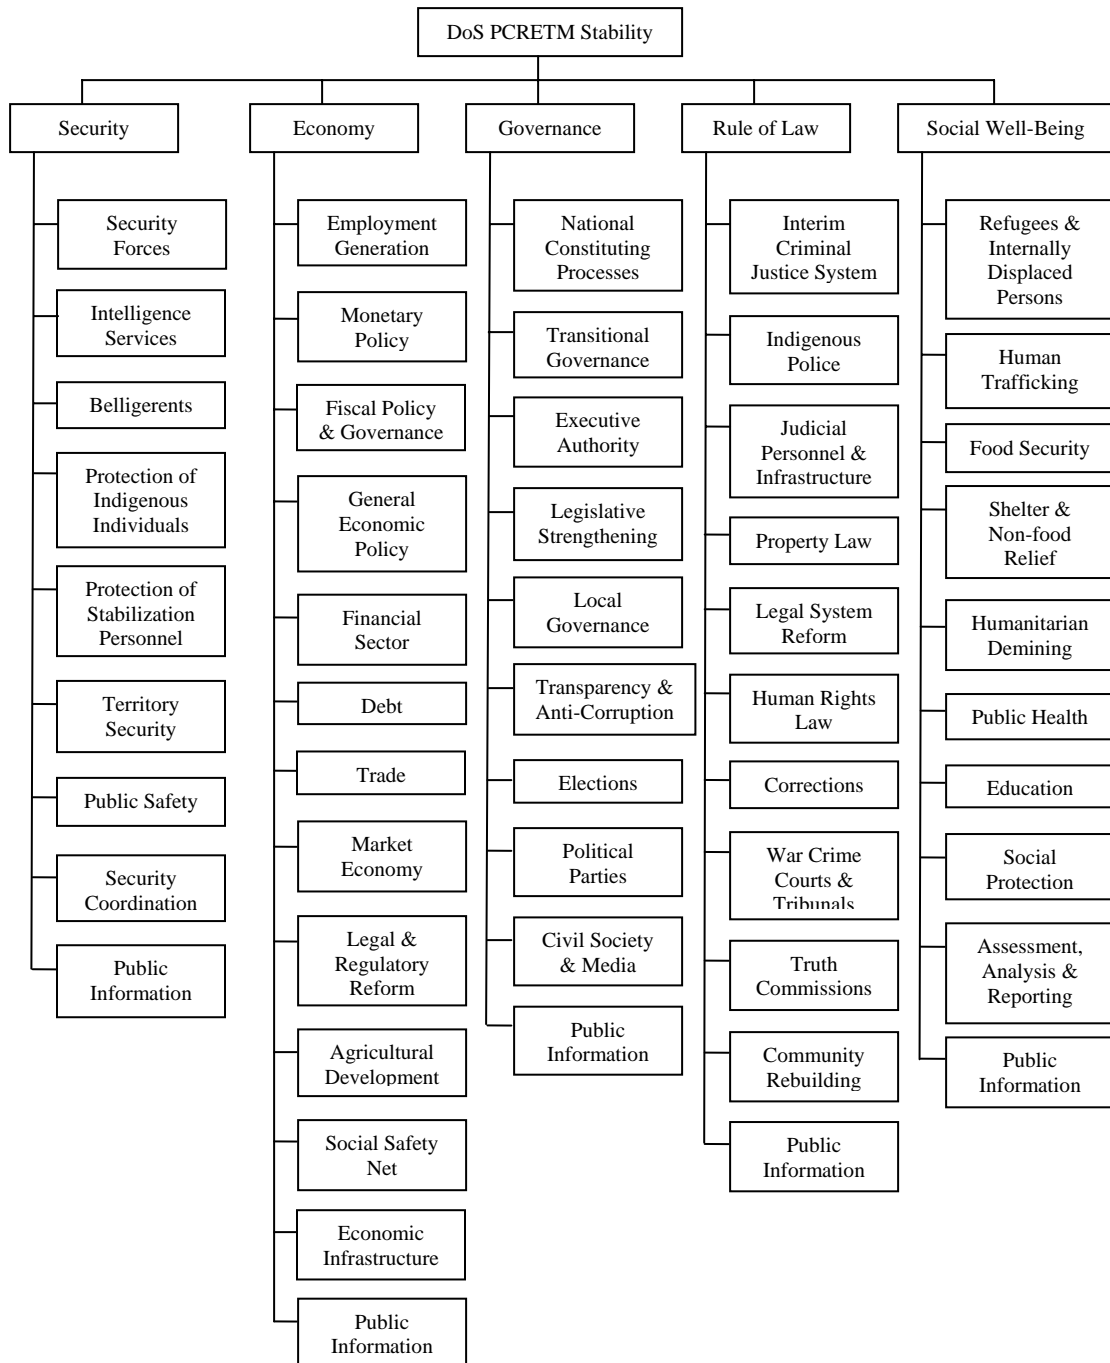 DoS PCRETM Stability
Security
Economy
Governance
Rule of Law
Social Well-Being
Security
Forces
Intelligence
Services
Belligerents
Protection of
Indigenous
Individuals
Protection of
Stabilization
Personnel
Territory
Security
Public Safety
Security
Coordination
Public
Information
Employment
Generation
Monetary
Policy
Fiscal Policy
& Governance
General
Economic
Policy
Financial
Sector
Debt
Trade
Market
Economy
Legal &
Regulatory
Reform
Agricultural
Development
Social Safety
Net
Economic
Infrastructure
Public
Information
National
Constituting
Processes
Transitional
Governance
Executive
Authority
Legislative
Strengthening
Local
Governance
Transparency &
Anti-Corruption
Elections
Political
Parties
Civil Society
& Media
Public
Information
Interim
Criminal
Justice System
Indigenous
Police
Judicial
Personnel &
Infrastructure
Property Law
Legal System
Reform
Human Rights
Law
Corrections
War Crime
Courts &
Tribunals
Truth
Commissions
Community
Rebuilding
Public
Information
Refugees &
Internally
Displaced
Persons
Human
Trafficking
Food Security
Shelter &
Non-food
Relief
Humanitarian
Demining
Public Health
Education
Social
Protection
Assessment,
Analysis &
Reporting
Public
Information